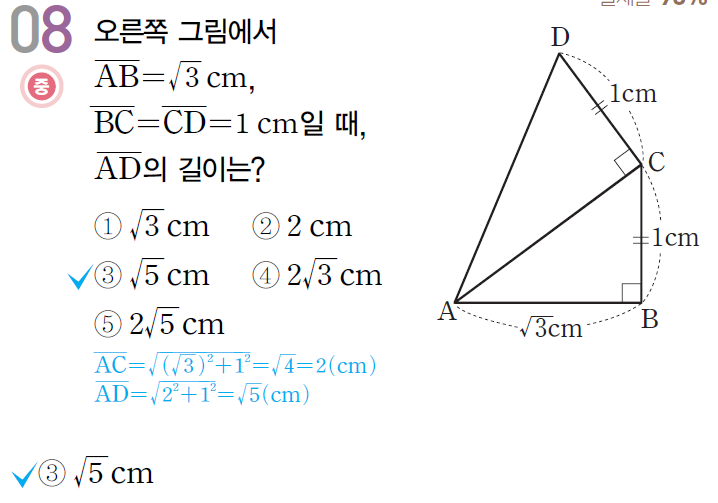 08 오른쪽 그림에서
중 AB=√3 cm,
BC=CD=1 cm일 때,
AD의 길이는?
① √3 cm ② 2 cm
③ √5 cm ④ 2√3 cm
⑤ 2√5 cm
AC=√((√3)²+1²)=√4=2(cm)
AD=√(2²+1²)=√5(cm)
③ √5 cm
D
1cm
C
1cm
A
B
√3cm